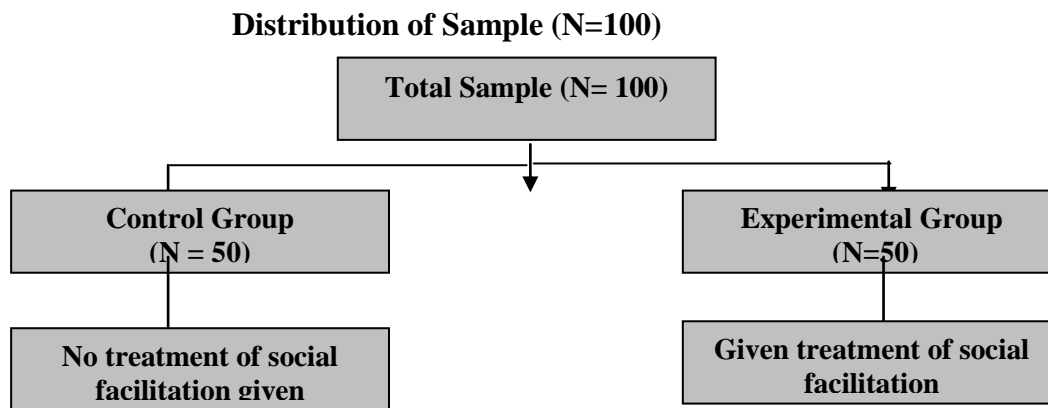 Distribution of Sample (N=100)
Total Sample (N= 100)
Control Group
(N = 50)
Experimental Group
(N=50)
No treatment of social
facilitation given
Given treatment of social
facilitation